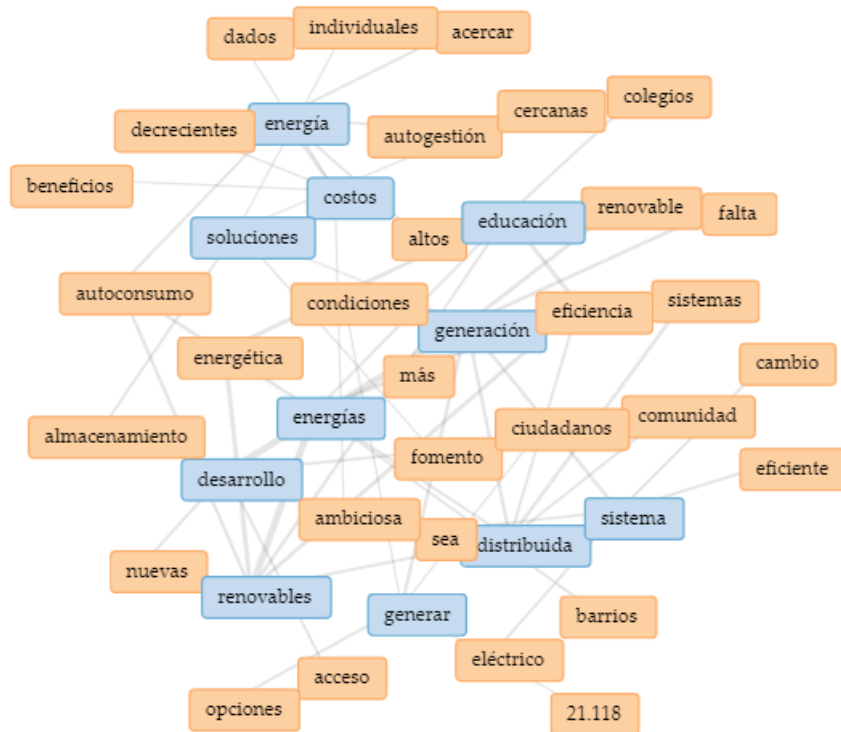 individuales
acercar
dados
colegios
cercanas
energía
decrecientes
autogestión
beneficios
costos
renovable
falta
educación
soluciones
altos
autoconsumo
condiciones
sistemas
eficiencia
generación
energética
cambio
más
energías
comunidad
ciudadanos
almacenamiento
fomento
eficiente
desarrollo
ambiciosa
sistema
sea
distribuida
nuevas
renovables
generar
barrios
eléctrico
acceso
opciones
21.118